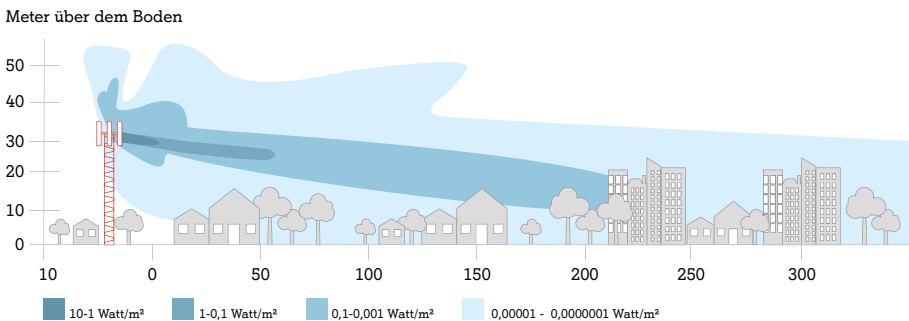 Meter über dem Boden
50
40
30
20
10
0
10 0 50 100 150 200 250 300
10-1 Watt/m² 1-0,1 Watt/m² 0,1-0,001 Watt/m² 0,00001 - 0,0000001 Watt/m²